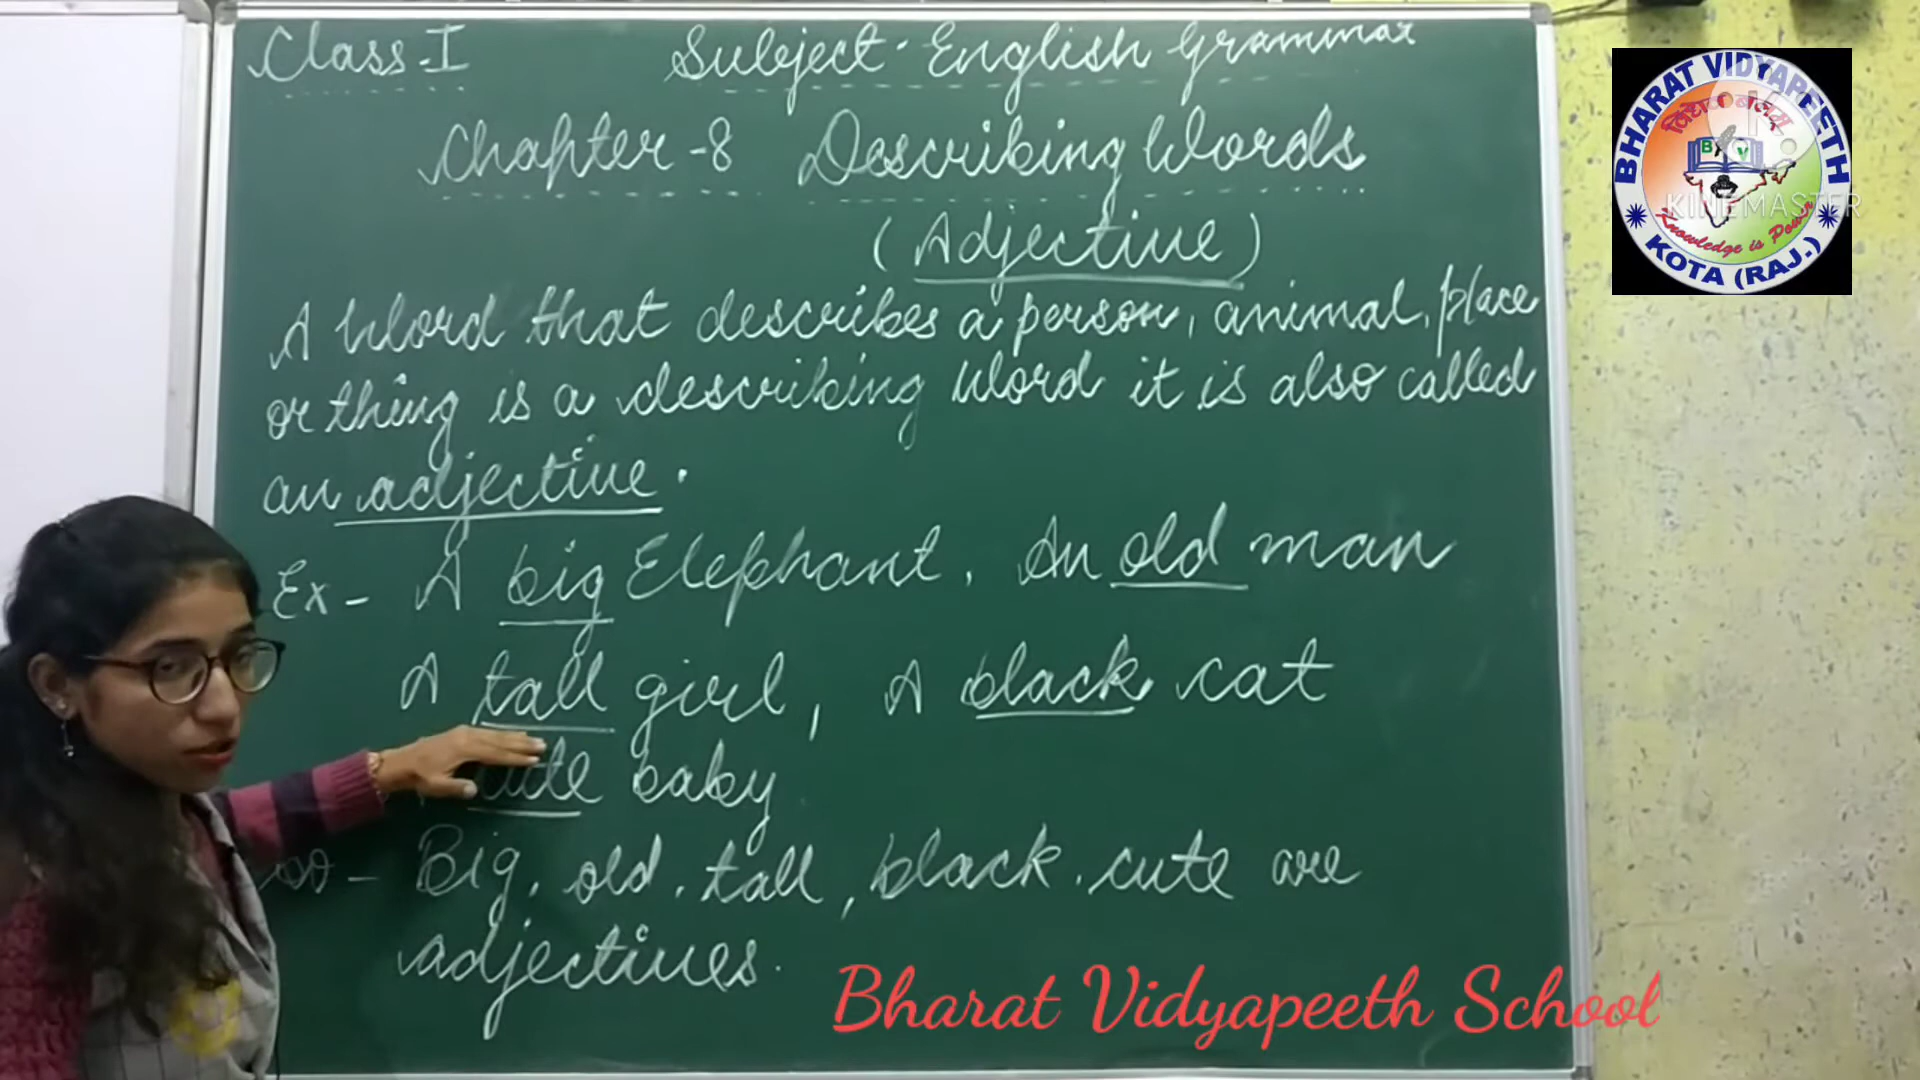 Class-I Subject-English Grammar
Chapter-8 Describing Words
(Adjective)
A Word that describes a person, animal, place
or thing is a describing word it is also called
an adjective.
Ex- A big Elephant, An old man
A tall girl, A black cat
cute baby
so- Big, old, tall, black, cute are
adjectives.
Bharat Vidyapeeth School
BHARAT VIDYAPEETH
B V
Knowledge is Power
KOTA (RAJ.)
KINEMASTER